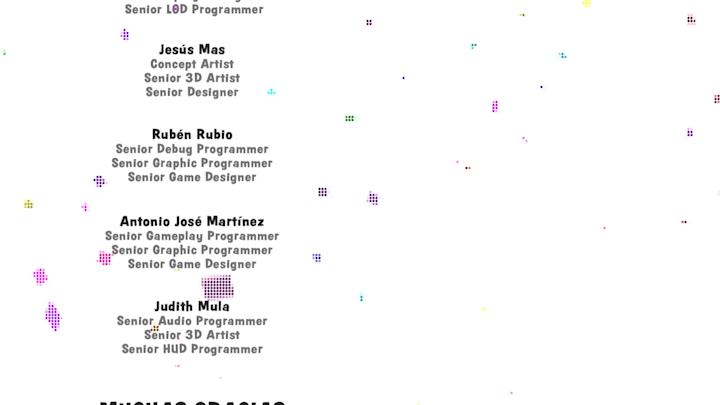 Senior LOD Programmer
Jesús Mas
Concept Artist
Senior 3D Artist
Senior Designer
Rubén Rubio
Senior Debug Programmer
Senior Graphic Programmer
Senior Game Designer
Antonio José Martínez
Senior Gameplay Programmer
Senior Graphic Programmer
Senior Game Designer
Judith Mula
Senior Audio Programmer
Senior 3D Artist
Senior HUD Programmer
MUCHAS GRACIAS